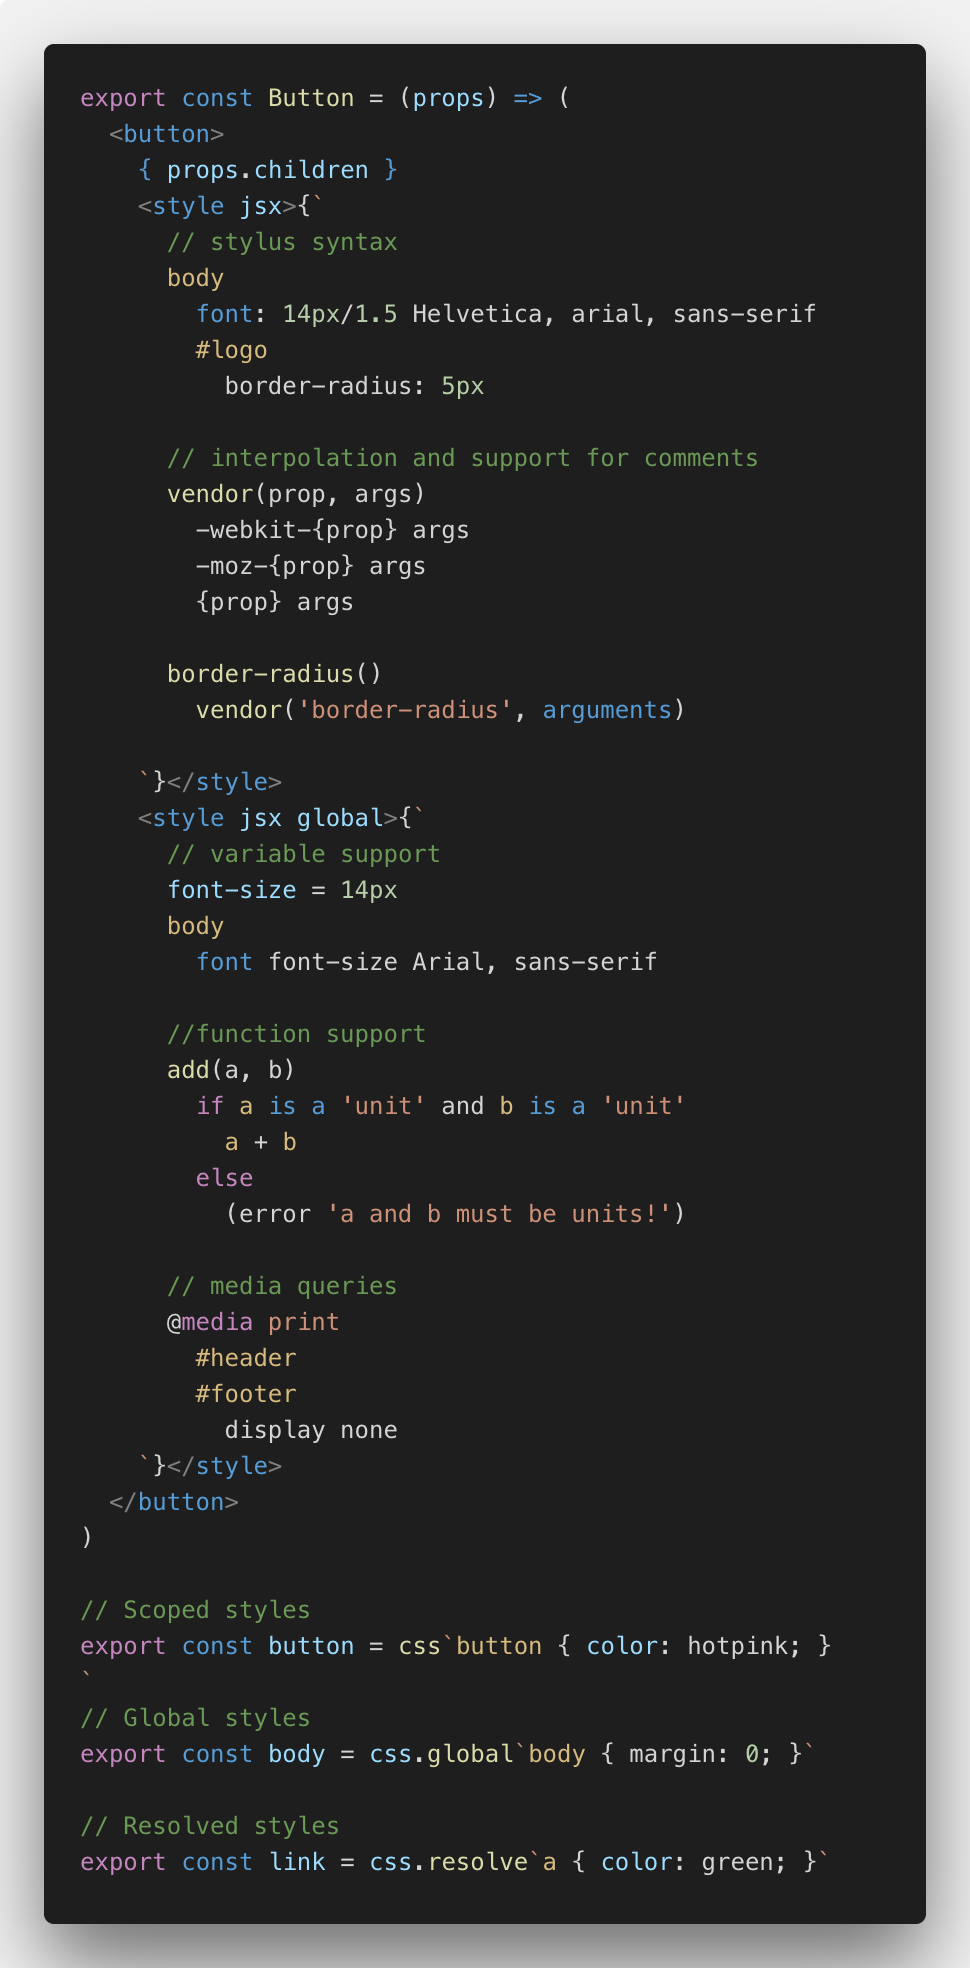 export const Button = (props) => (
  <button>
    { props.children }
    <style jsx>{`
      // stylus syntax
      body
        font: 14px/1.5 Helvetica, arial, sans-serif
        #logo
          border-radius: 5px

      // interpolation and support for comments
      vendor(prop, args)
        -webkit-{prop} args
        -moz-{prop} args
        {prop} args

      border-radius()
        vendor('border-radius', arguments)

    `}</style>
    <style jsx global>{`
      // variable support
      font-size = 14px
      body
        font font-size Arial, sans-serif

      //function support
      add(a, b)
        if a is a 'unit' and b is a 'unit'
          a + b
        else
          (error 'a and b must be units!')

      // media queries
      @media print
        #header
        #footer
          display none
    `}</style>
  </button>
)

// Scoped styles
export const button = css`button { color: hotpink; }
`
// Global styles
export const body = css.global`body { margin: 0; }`

// Resolved styles
export const link = css.resolve`a { color: green; }`